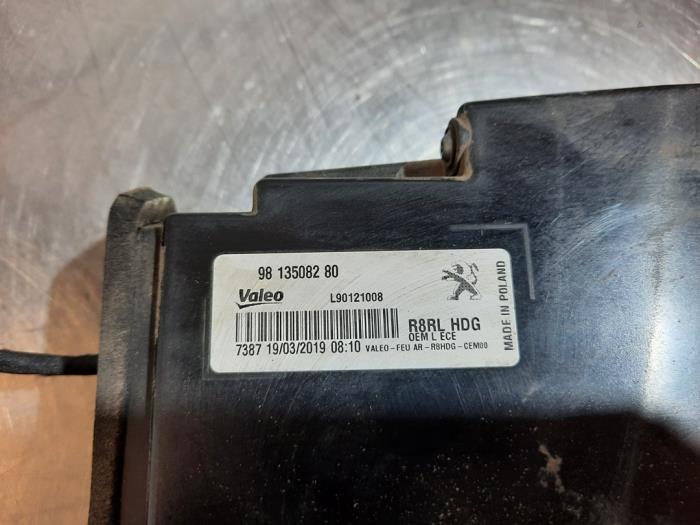 98 135082 80
Valeo L90121008
R8RL HDG
OEM L ECE
7387 19/03/2019 08:10 VALEO-FEU AR-R8HDG-CEM00
MADE IN POLAND